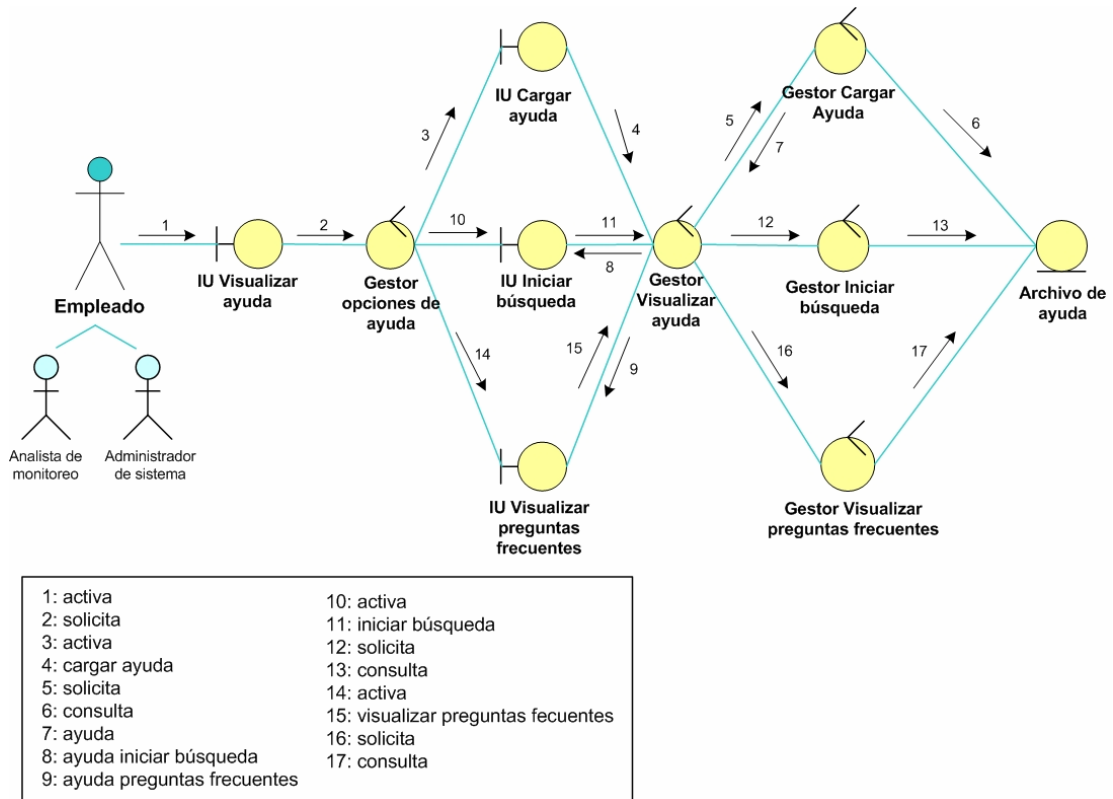 IU Cargar
ayuda
Gestor Cargar
Ayuda
3
4
5
7
6
1
2
10
11
8
12
13
IU Visualizar
ayuda
Gestor
opciones de
ayuda
IU Iniciar
búsqueda
Gestor
Visualizar
ayuda
Gestor Iniciar
búsqueda
Archivo de
ayuda
Empleado
14
15
9
16
17
Analista de
monitoreo
Administrador
de sistema
IU Visualizar
preguntas
frecuentes
Gestor Visualizar
preguntas frecuentes
1: activa
2: solicita
3: activa
4: cargar ayuda
5: solicita
6: consulta
7: ayuda
8: ayuda iniciar búsqueda
9: ayuda preguntas frecuentes
10: activa
11: iniciar búsqueda
12: solicita
13: consulta
14: activa
15: visualizar preguntas fecuentes
16: solicita
17: consulta